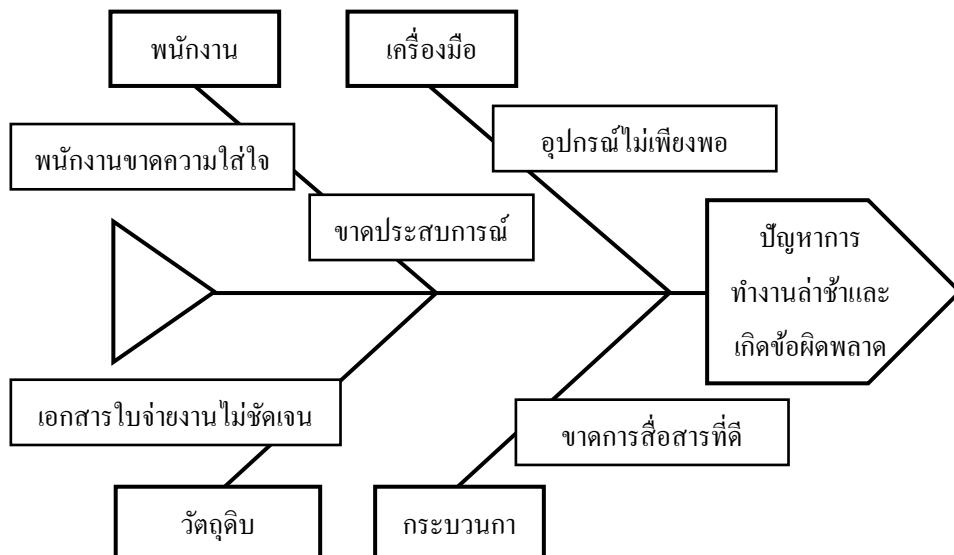 พนักงาน
เครื่องมือ
พนักงานขาดความใส่ใจ
อุปกรณ์ไม่เพียงพอ
ขาดประสบการณ์
ปัญหาการ
ทำงานล่าช้าและ
เกิดข้อผิดพลาด
เอกสารใบจ่ายงานไม่ชัดเจน
ขาดการสื่อสารที่ดี
วัตถุดิบ
กระบวนกา